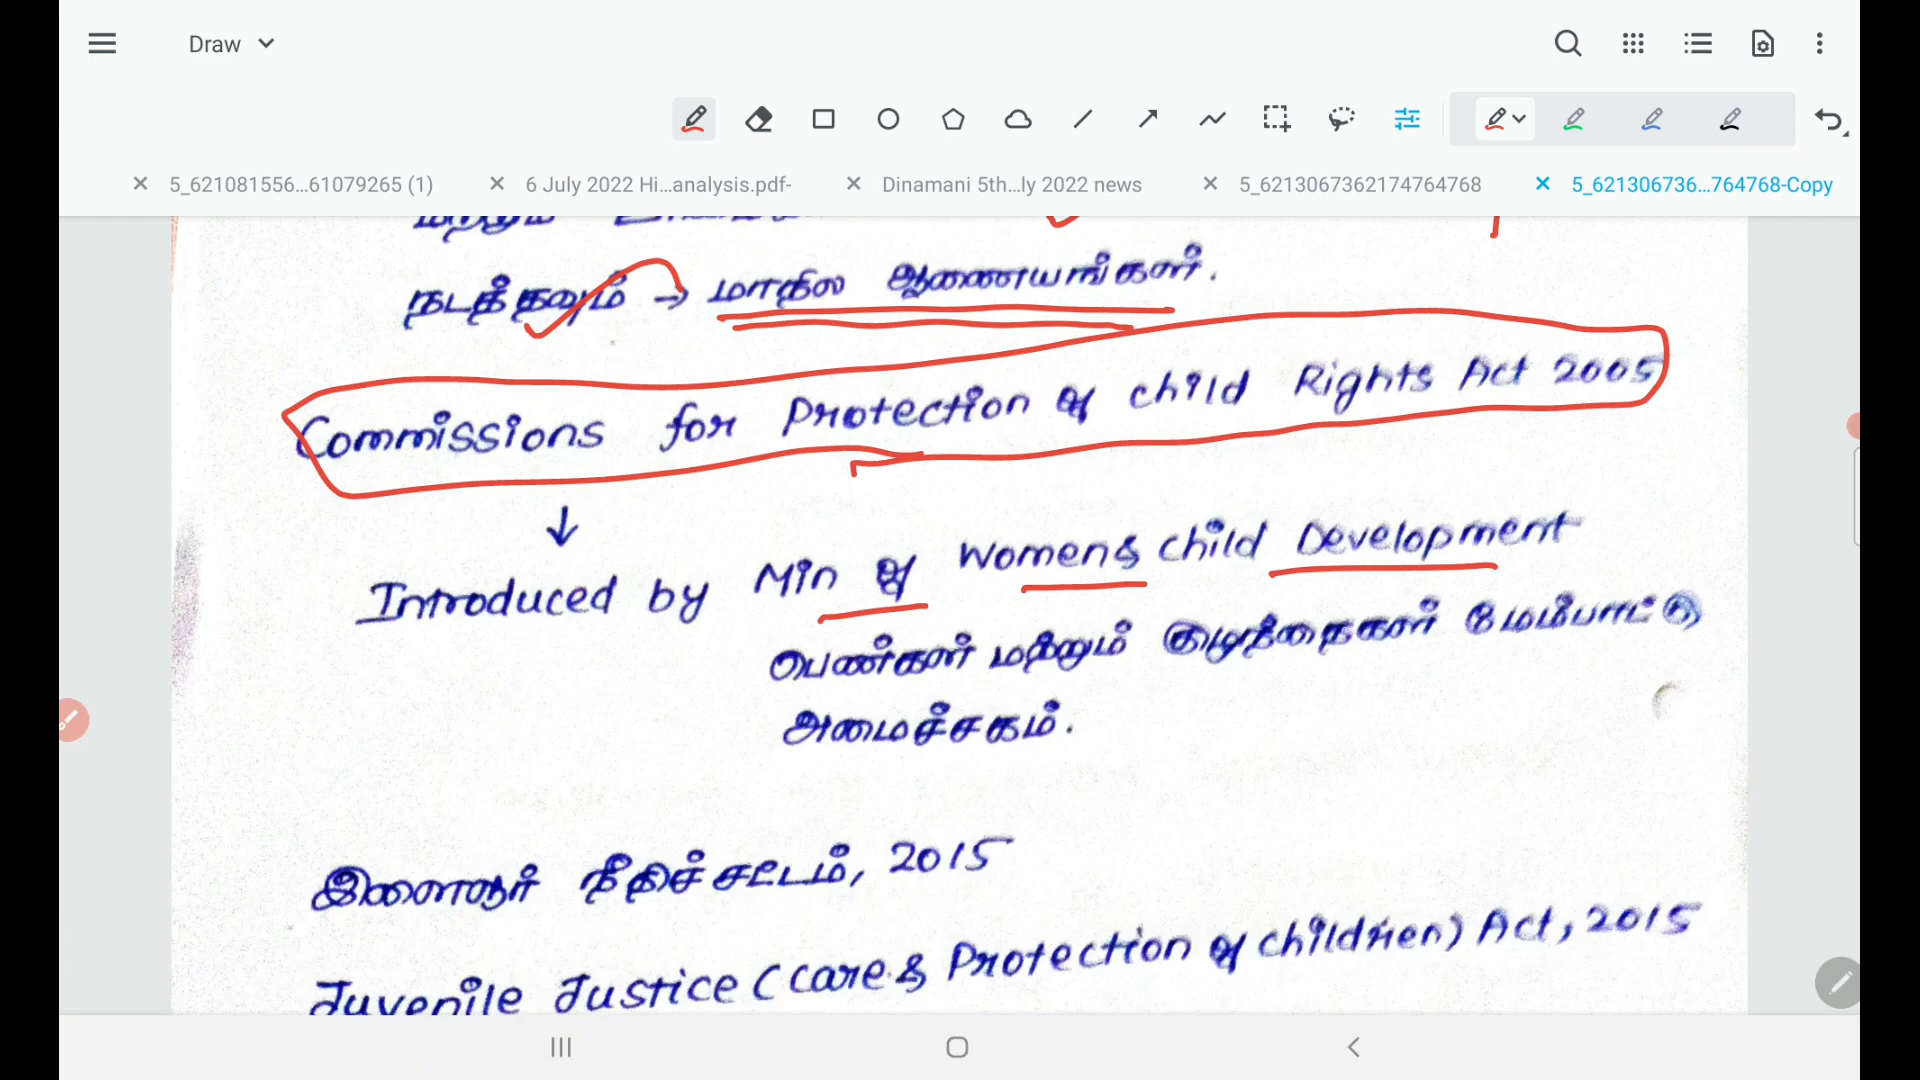 Draw
5_621081556...61079265 (1)
6 July 2022 Hi...analysis.pdf-
Dinamani 5th...ly 2022 news
5_6213067362174764768
5_621306736...764768-Copy
நடத்தவும் → மாநில ஆணையங்கள்.
Commissions for Protection of child Rights Act 2005
↓
Introduced by Min of Women & Child Development
பெண்கள் மற்றும் குழந்தைகள் மேம்பாட்டு
அமைச்சகம்.
இளைஞர் நீதிச் சட்டம், 2015
Juvenile Justice (Care & Protection of children) Act, 2015